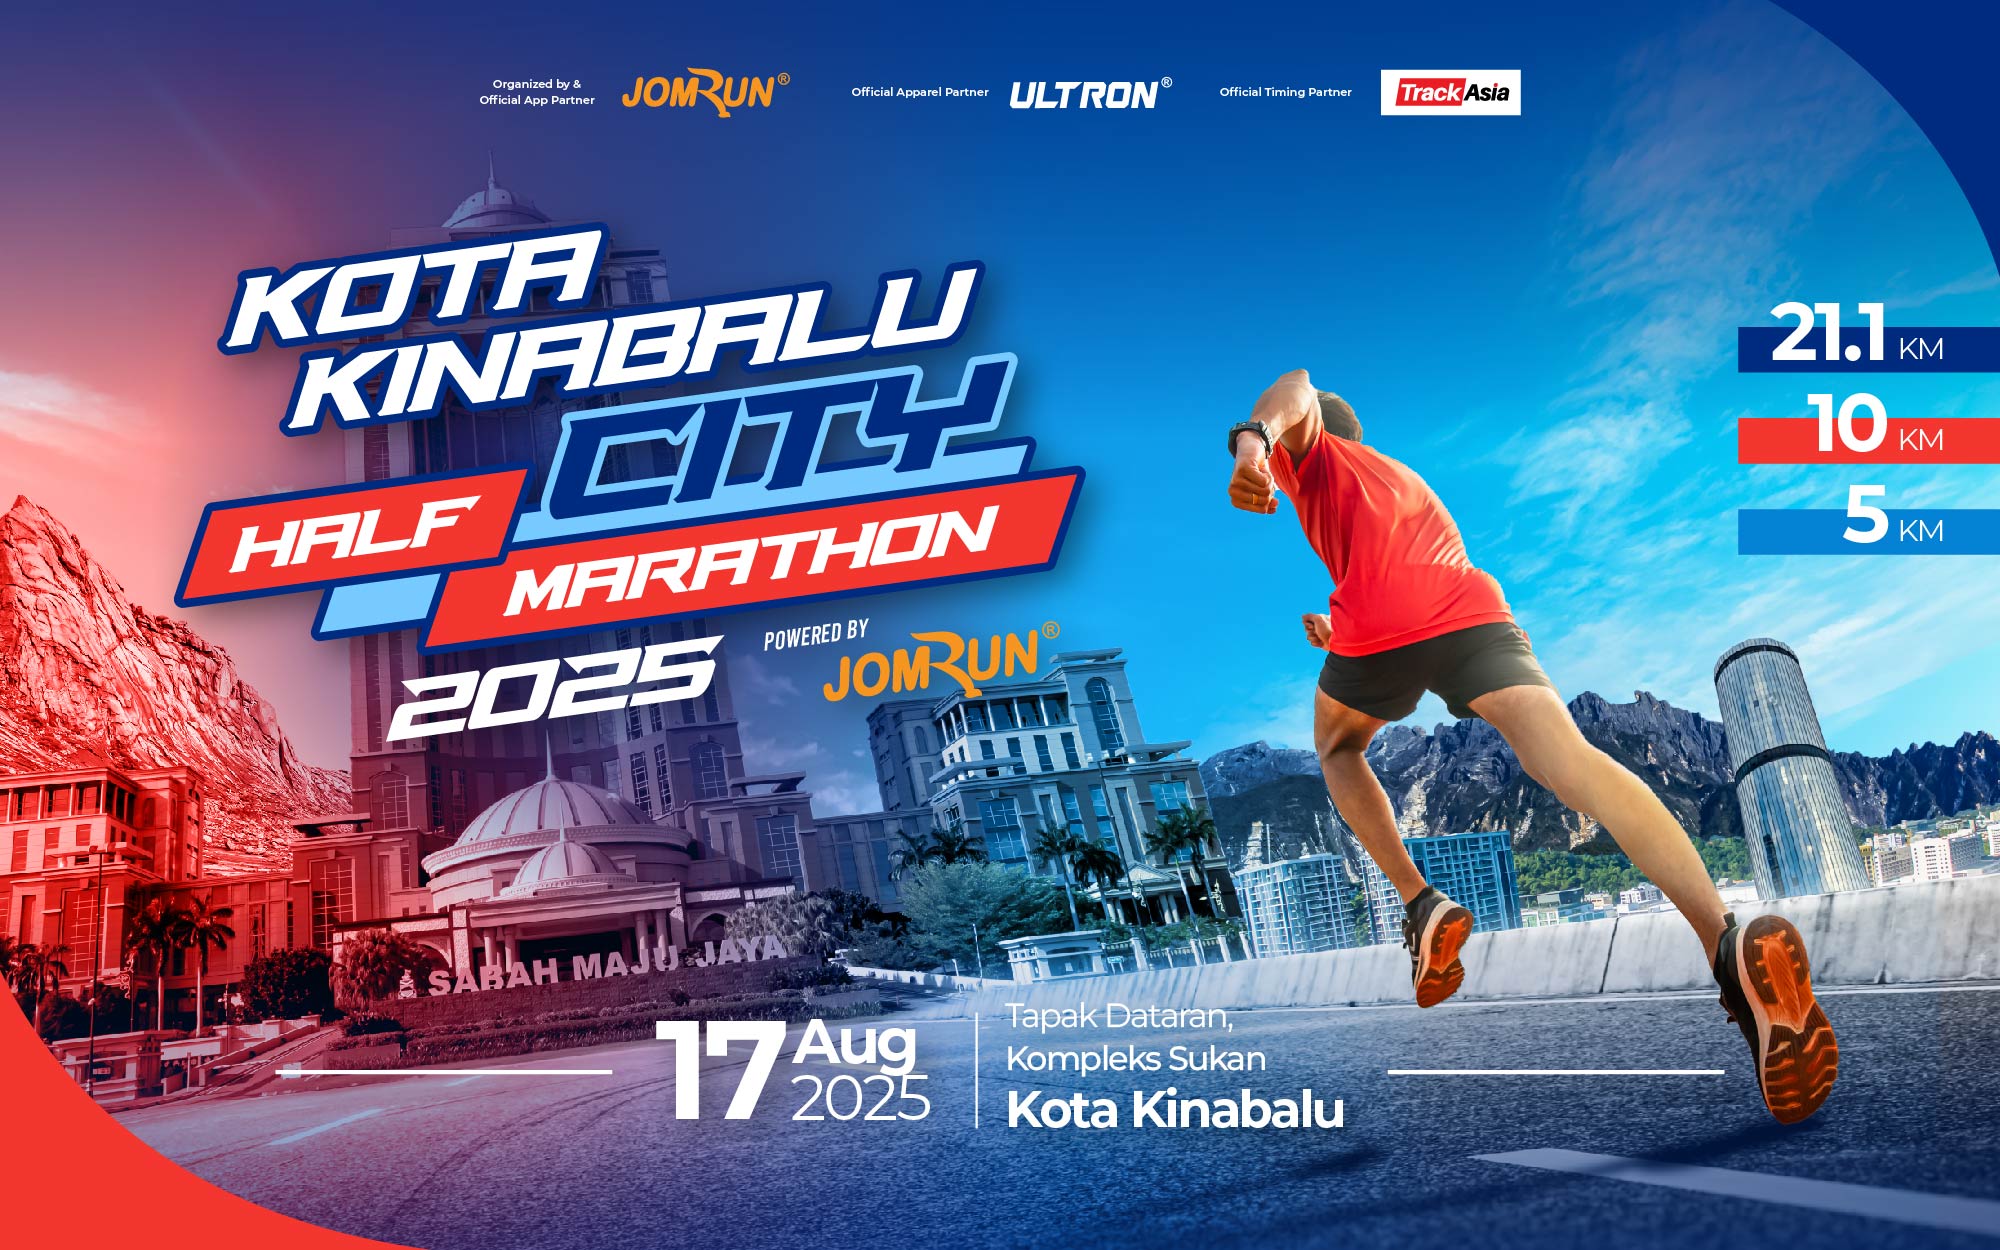 Organized by &
Official App Partner
JOMRUN®
Official Apparel Partner
ULTRON®
Official Timing Partner
TrackAsia
KOTA
KINABALU
CITY
HALF
MARATHON
2025
POWERED BY
JOMRUN®
21.1 KM
10 KM
5 KM
SABAH MAJU JAYA
17 Aug
2025
Tapak Dataran,
Kompleks Sukan
Kota Kinabalu